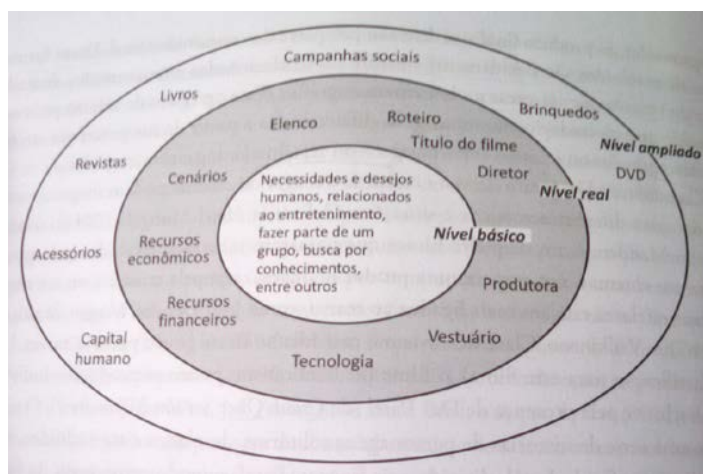 Campanhas sociais
Livros
Brinquedos
Elenco
Roteiro
Título do filme
Nível ampliado
Revistas
Cenários
Diretor
DVD
Nível real
Necessidades e desejos
humanos, relacionados
ao entretenimento,
fazer parte de um
grupo, busca por
conhecimentos,
entre outros
Nível básico
Acessórios
Recursos
econômicos
Produtora
Recursos
financeiros
Capital
humano
Vestuário
Tecnologia